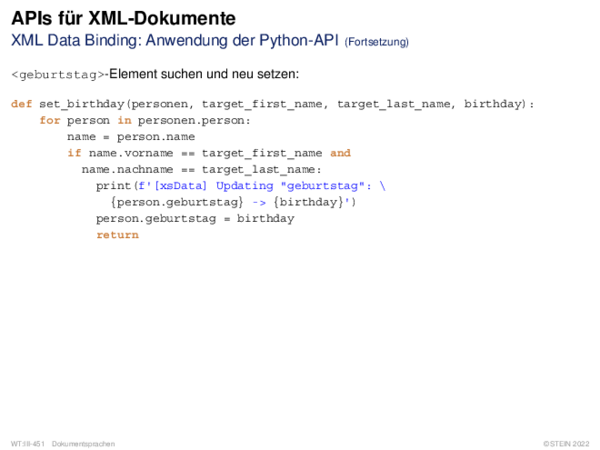 APIs für XML-Dokumente
XML Data Binding: Anwendung der Python-API (Fortsetzung)
<geburtstag>-Element suchen und neu setzen:
def set_birthday(personen, target_first_name, target_last_name, birthday):
    for person in personen.person:
        name = person.name
        if name.vorname == target_first_name and
          name.nachname == target_last_name:
            print(f'[xsData] Updating "geburtstag": \
              {person.geburtstag} -> {birthday}')
            person.geburtstag = birthday
            return
WT:III-451 Dokumentsprachen
©STEIN 2022